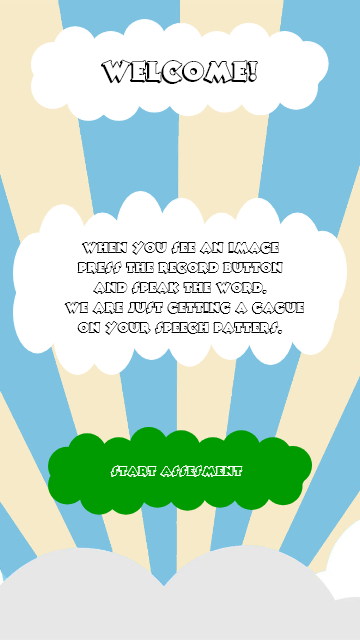 WELCOME!
WHEN YOU SEE AN IMAGE
PRESS THE RECORD BUTTON
AND SPEAK THE WORD.
WE ARE JUST GETTING A GAGUE
ON YOUR SPEECH PATTERS.
START ASSESMENT